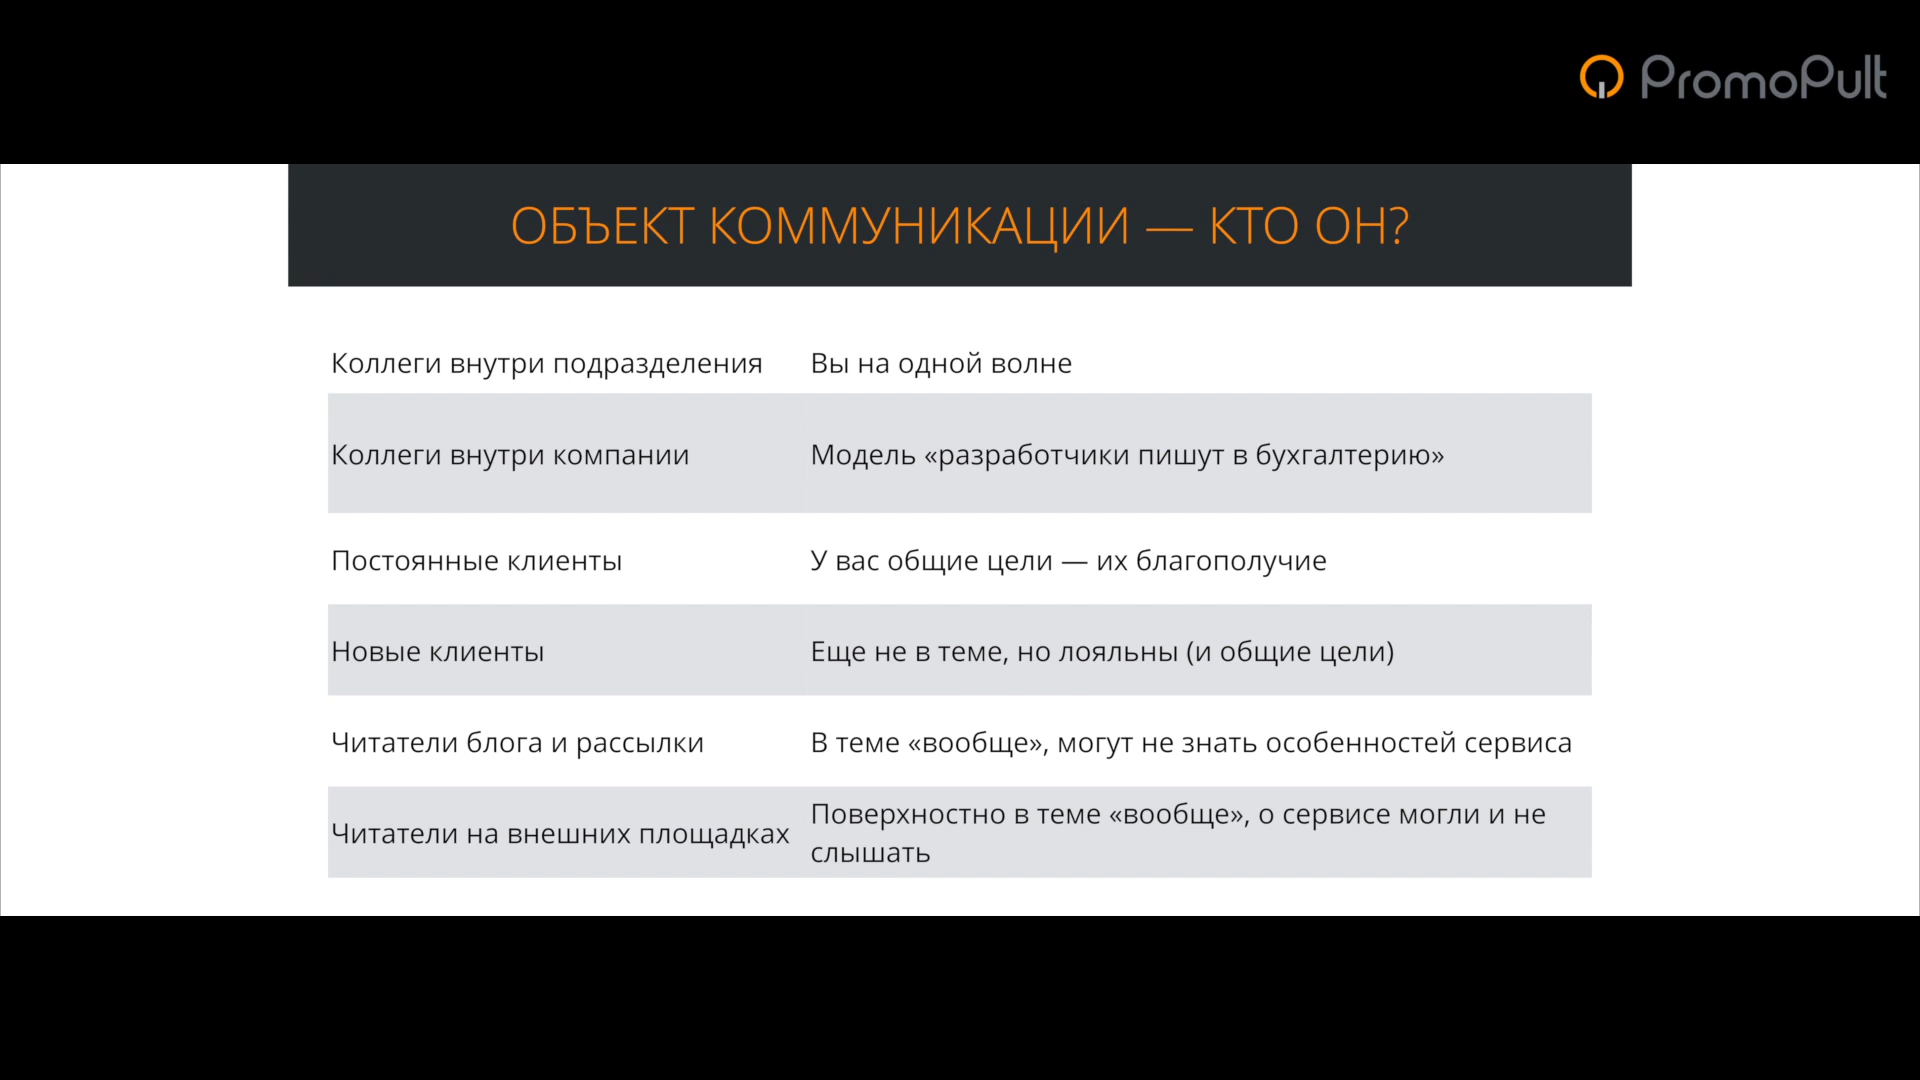 PromoPult
ОБЪЕКТ КОММУНИКАЦИИ — КТО ОН?
Коллеги внутри подразделения
Вы на одной волне
Коллеги внутри компании
Модель «разработчики пишут в бухгалтерию»
Постоянные клиенты
У вас общие цели — их благополучие
Новые клиенты
Еще не в теме, но лояльны (и общие цели)
Читатели блога и рассылки
В теме «вообще», могут не знать особенностей сервиса
Читатели на внешних площадках
Поверхностно в теме «вообще», о сервисе могли и не
слышать